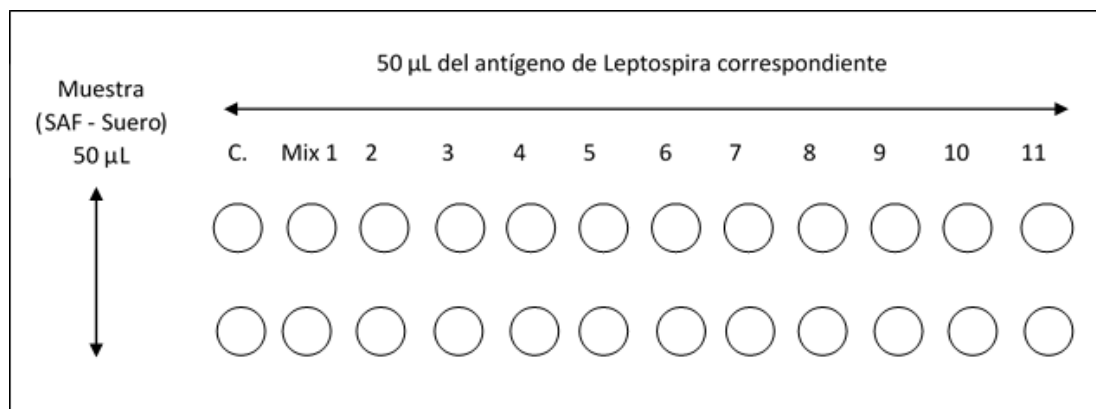 50 µL del antígeno de Leptospira correspondiente
Muestra
(SAF - Suero)
50 µL
C. Mix 1 2 3 4 5 6 7 8 9 10 11